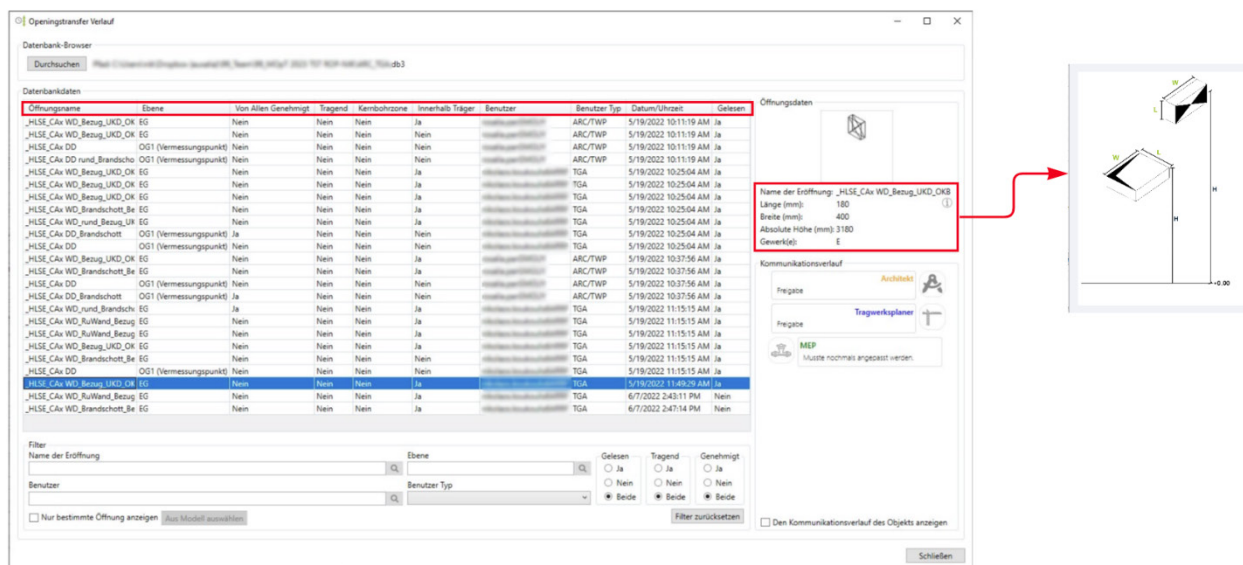 Openingstransfer Verlauf
Datenbank-Browser
Durchsuchen
.db3
Datenbankdaten
Öffnungsname Ebene Von Allen Genehmigt Tragend Kernbohrzone Innerhalb Träger Benutzer Benutzer Typ Datum/Uhrzeit Gelesen
_HLSE_CAx WD_Bezug_UKD_OK EG Nein Nein Nein Ja ARC/TWP 5/19/2022 10:11:19 AM Ja
_HLSE_CAx WD_Bezug_UKD_OK EG Nein Nein Nein Nein ARC/TWP 5/19/2022 10:11:19 AM Ja
_HLSE_CAx DD OG1 (Vermessungspunkt) Nein Nein Nein Nein ARC/TWP 5/19/2022 10:11:19 AM Ja
_HLSE_CAx DD rund_Brandscho OG1 (Vermessungspunkt) Nein Nein Nein Nein ARC/TWP 5/19/2022 10:11:19 AM Ja
_HLSE_CAx WD_Bezug_UKD_OK EG Nein Nein Nein Ja TGA 5/19/2022 10:25:04 AM Ja
_HLSE_CAx WD_Bezug_UKD_OK EG Nein Nein Nein Ja TGA 5/19/2022 10:25:04 AM Ja
_HLSE_CAx WD_Brandschott_Be EG Nein Nein Nein Ja TGA 5/19/2022 10:25:04 AM Ja
_HLSE_CAx WD_rund_Bezug_UK EG Nein Nein Nein Ja TGA 5/19/2022 10:25:04 AM Ja
_HLSE_CAx DD_Brandschott OG1 (Vermessungspunkt) Ja Nein Nein Nein TGA 5/19/2022 10:25:04 AM Ja
_HLSE_CAx DD OG1 (Vermessungspunkt) Nein Nein Nein Nein TGA 5/19/2022 10:25:04 AM Ja
_HLSE_CAx WD_Bezug_UKD_OK EG Nein Nein Nein Ja ARC/TWP 5/19/2022 10:37:56 AM Ja
_HLSE_CAx WD_Brandschott_Be EG Nein Nein Nein Ja ARC/TWP 5/19/2022 10:37:56 AM Ja
_HLSE_CAx DD OG1 (Vermessungspunkt) Nein Nein Nein Nein ARC/TWP 5/19/2022 10:37:56 AM Ja
_HLSE_CAx DD_Brandschott OG1 (Vermessungspunkt) Ja Nein Nein Nein ARC/TWP 5/19/2022 10:37:56 AM Ja
_HLSE_CAx WD_rund_Brandsch EG Ja Nein Nein Ja TGA 5/19/2022 11:15:15 AM Ja
_HLSE_CAx WD_RuWand_Bezug EG Nein Nein Nein Ja TGA 5/19/2022 11:15:15 AM Ja
_HLSE_CAx WD_RuWand_Bezug EG Nein Nein Nein Ja TGA 5/19/2022 11:15:15 AM Ja
_HLSE_CAx WD_Bezug_UKD_OK EG Nein Nein Nein Ja TGA 5/19/2022 11:15:15 AM Ja
_HLSE_CAx WD_Brandschott_Be EG Nein Nein Nein Nein TGA 5/19/2022 11:15:15 AM Ja
_HLSE_CAx DD OG1 (Vermessungspunkt) Nein Nein Nein Nein TGA 5/19/2022 11:15:15 AM Ja
_HLSE_CAx WD_Bezug_UKD_OK EG Nein Nein Nein Ja TGA 5/19/2022 11:49:29 AM Ja
_HLSE_CAx WD_RuWand_Bezug EG Nein Nein Nein Ja TGA 6/7/2022 2:43:11 PM Nein
_HLSE_CAx WD_Brandschott_Be EG Nein Nein Nein Ja TGA 6/7/2022 2:47:14 PM Nein
Filter
Name der Eröffnung Ebene
Benutzer Benutzer Typ
Gelesen Tragend Genehmigt
Ja Ja Ja
Nein Nein Nein
Beide Beide Beide
Nur bestimmte Öffnung anzeigen Aus Modell auswählen Filter zurücksetzen
Öffnungsdaten
Name der Eröffnung: _HLSE_CAx WD_Bezug_UKD_OKB
Länge (mm): 180
Breite (mm): 400
Absolute Höhe (mm): 3180
Gewerk(e): E
Kommunikationsverlauf
Architekt
Freigabe
Tragwerksplaner
Freigabe
MEP
Musste nochmals angepasst werden.
Den Kommunikationsverlauf des Objekts anzeigen
Schließen
W
L
W L
H
H
+0.00